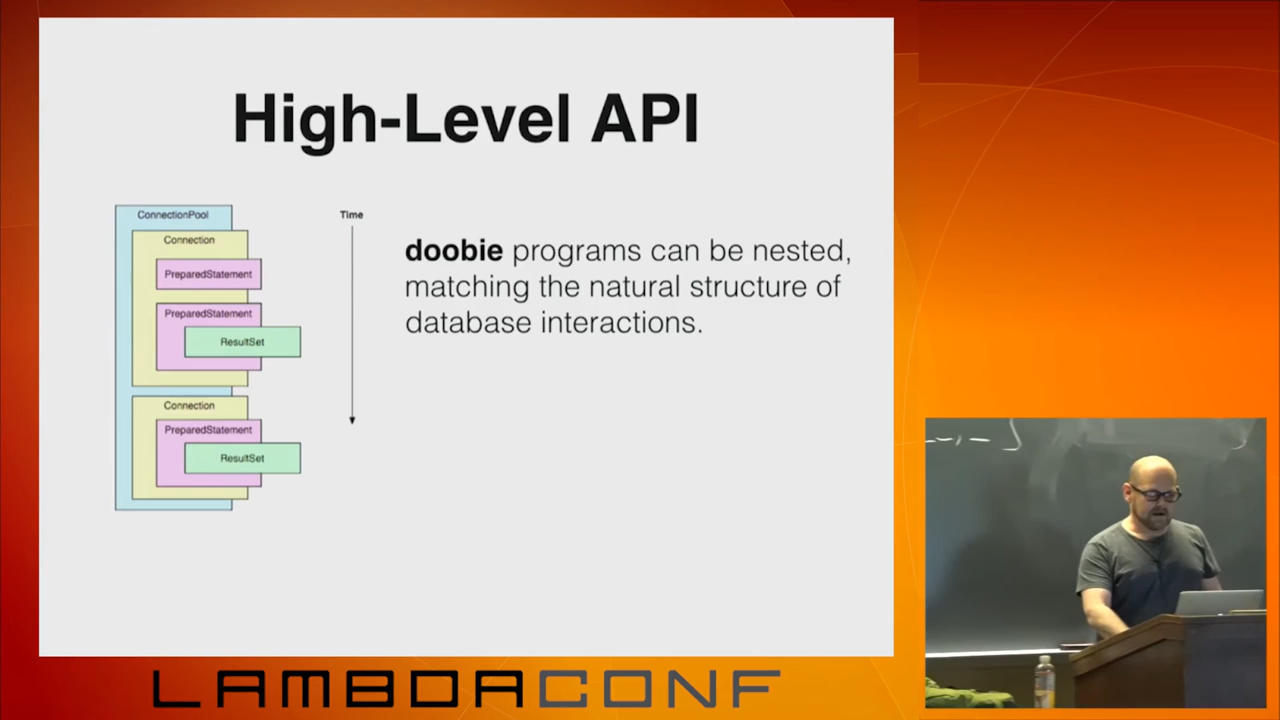 High-Level API
ConnectionPool
Connection
PreparedStatement
PreparedStatement
ResultSet
Connection
PreparedStatement
ResultSet
Time
doobie programs can be nested,
matching the natural structure of
database interactions.
LAMBDACONF